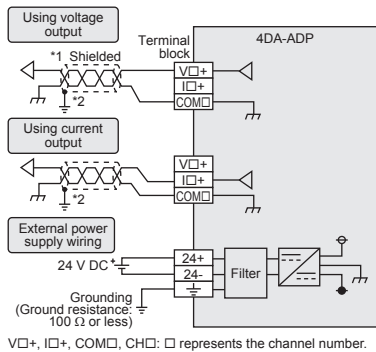 Using voltage
output
Terminal
block
4DA-ADP
*1 Shielded
V□+
I□+
COM□
*2
Using current
output
V□+
I□+
COM□
*2
External power
supply wiring
24 V DC
+
24+
24-
Filter
Grounding
(Ground resistance:
100 Ω or less)
V□+, I□+, COM□, CH□: □ represents the channel number.